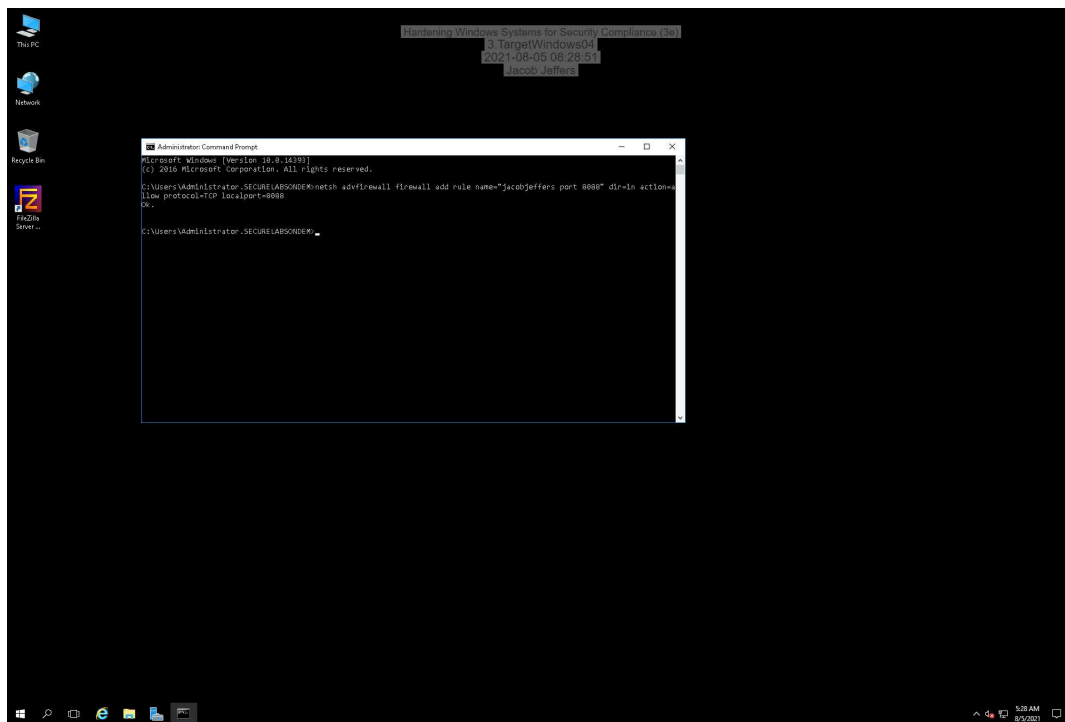 This PC
Network
Recycle Bin
FileZilla
Server ...
Hardening Windows Systems for Security Compliance (3e)
3.TargetWindows04
2021-08-05 08:28:51
Jacob Jeffers
Administrator: Command Prompt
Microsoft Windows [Version 10.0.14393]
(c) 2016 Microsoft Corporation. All rights reserved.
C:\Users\Administrator.SECURELABSONDEM>netsh advfirewall firewall add rule name="jacobjeffers port 8080" dir=in action=a
llow protocol=TCP localport=8080
Ok.
C:\Users\Administrator.SECURELABSONDEM>
5:28 AM
8/5/2021